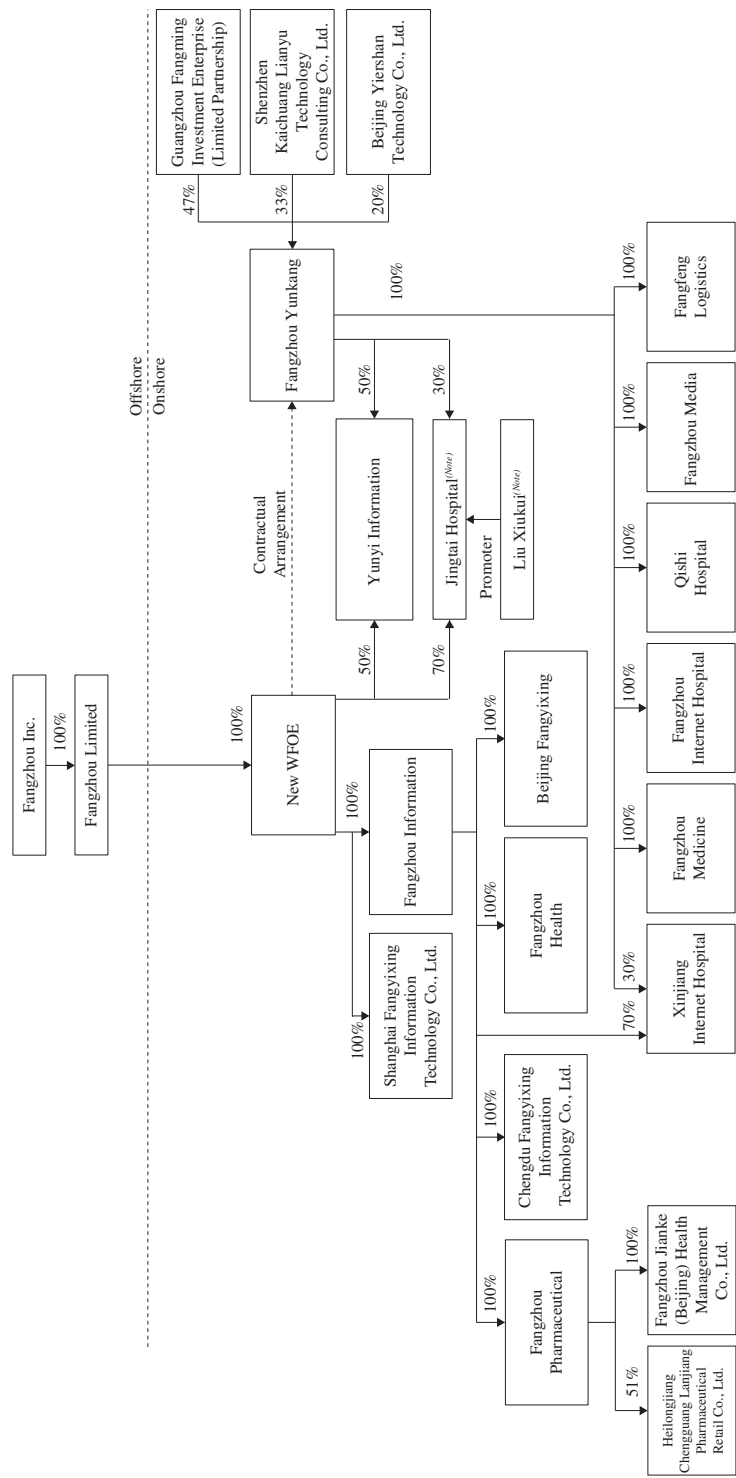 Fangzhou Inc.
100%
Fangzhou Limited
Offshore
Onshore
100%
New WFOE
Contractual
Arrangement
Fangzhou Yunkang
47%
Guangzhou Fangming
Investment Enterprise
(Limited Partnership)
33%
Shenzhen
Kaichuang Lianyu
Technology
Consulting Co., Ltd.
20%
Beijing Yiershan
Technology Co., Ltd.
100%
100%
Shanghai Fangyixing
Information
Technology Co., Ltd.
Fangzhou Information
50%
Yunyi Information
50%
70%
Jingtai Hospital(Note)
30%
Promoter
Liu Xiukui(Note)
100%
100%
Fangzhou
Pharmaceutical
100%
Chengdu Fangyixing
Information
Technology Co., Ltd.
100%
Fangzhou
Health
100%
Beijing Fangyixing
51%
Heilongjiang
Chengguang Lanjiang
Pharmaceutical
Retail Co., Ltd.
100%
Fangzhou Jianke
(Beijing) Health
Management
Co., Ltd.
70%
30%
Xinjiang
Internet Hospital
100%
Fangzhou
Medicine
100%
Fangzhou
Internet Hospital
100%
Qishi
Hospital
100%
Fangzhou Media
100%
Fangfeng
Logistics